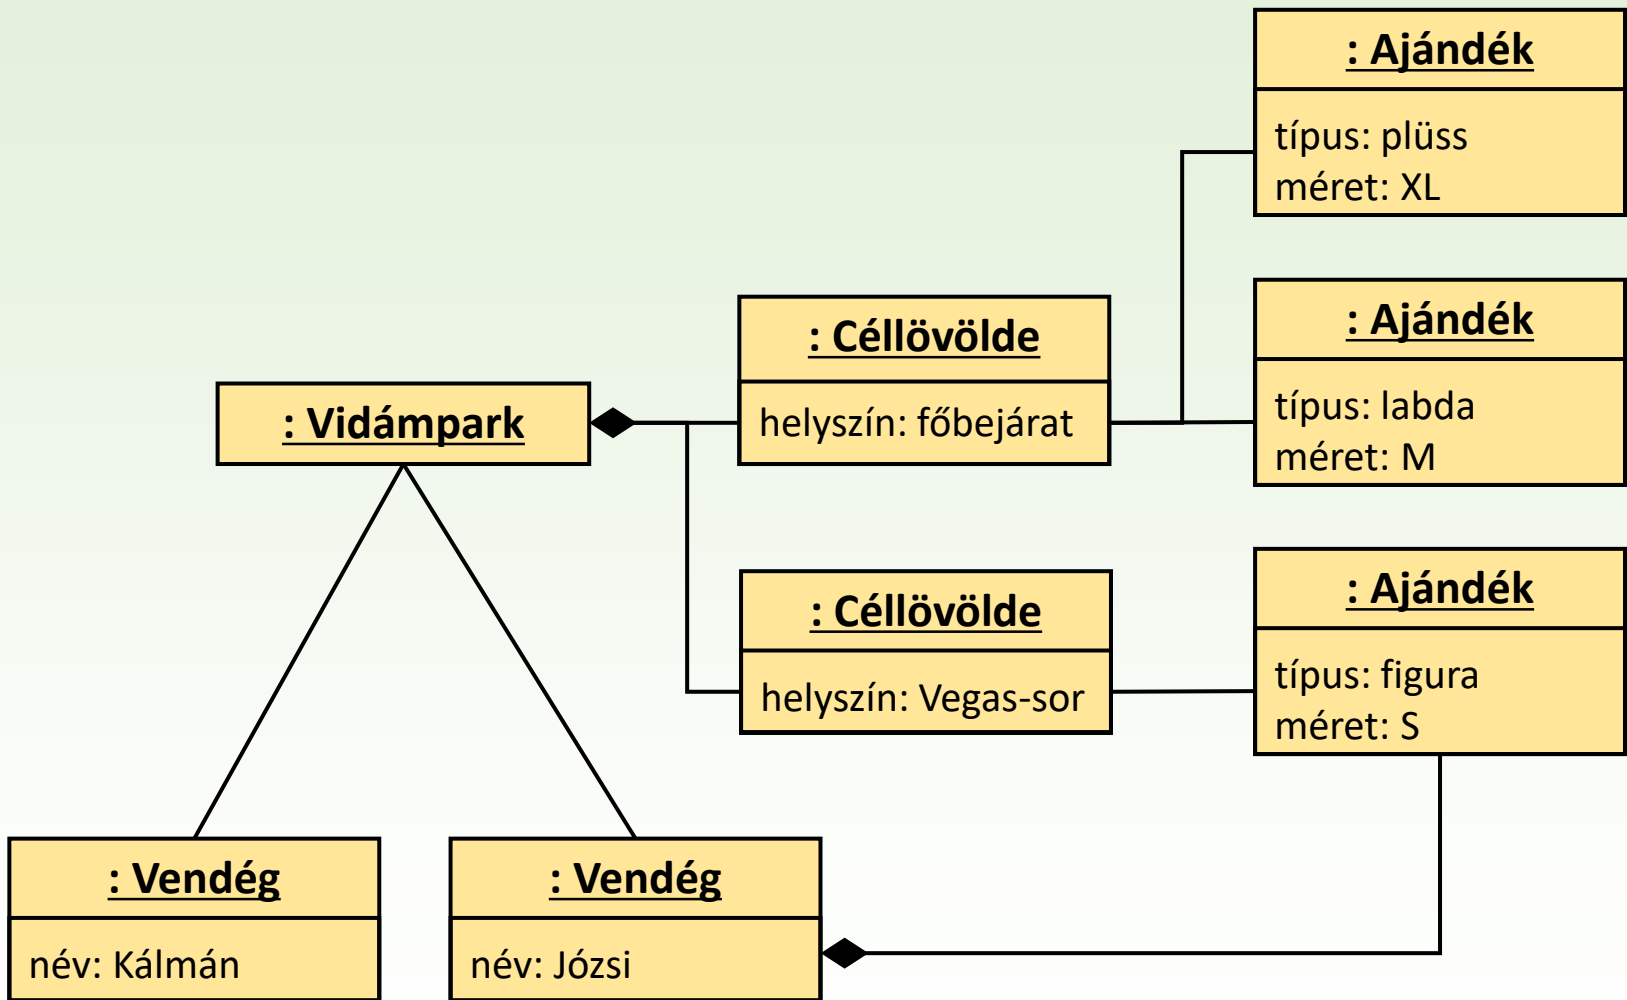 : Ajándék
típus: plüss
méret: XL
: Ajándék
típus: labda
méret: M
: Céllövölde
helyszín: főbejárat
: Vidámpark
: Céllövölde
helyszín: Vegas-sor
: Ajándék
típus: figura
méret: S
: Vendég
név: Kálmán
: Vendég
név: Józsi